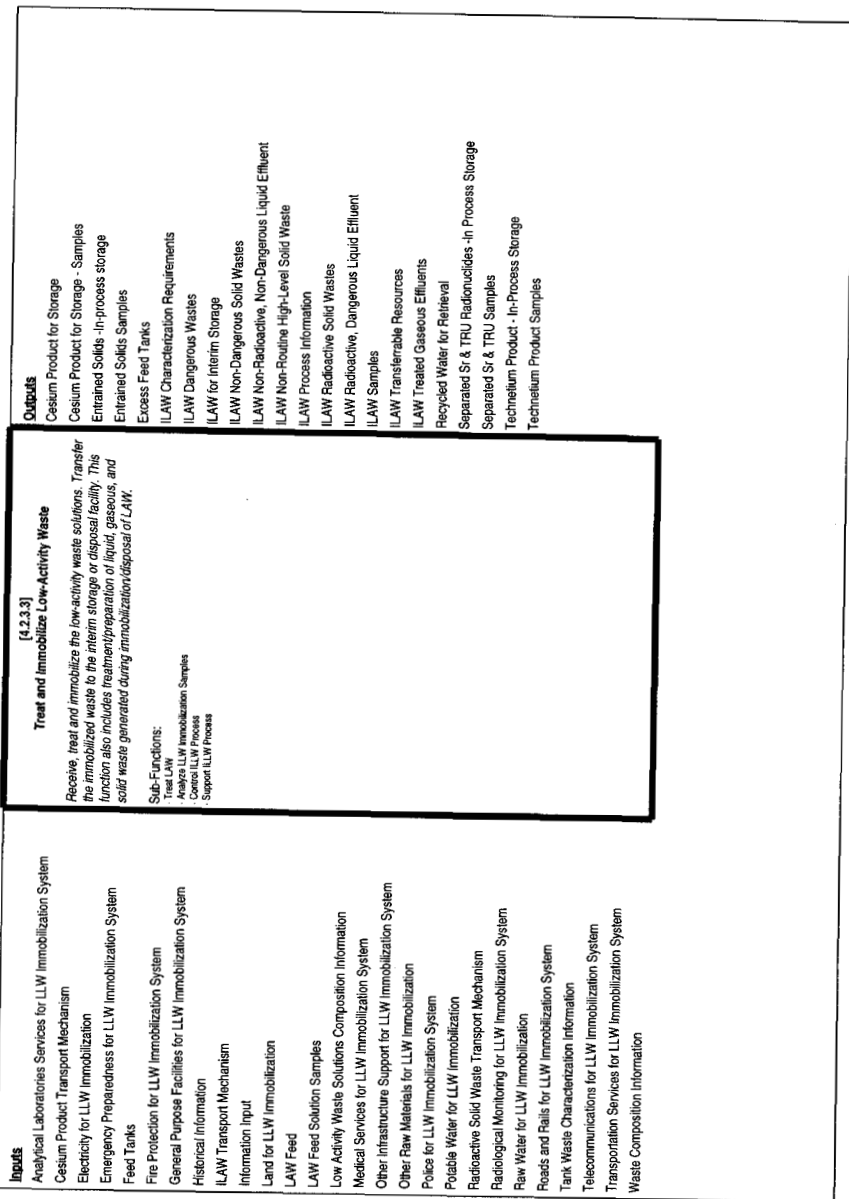 Inputs
Analytical Laboratories Services for LLW Immobilization System
Cesium Product Transport Mechanism
Electricity for LLW Immobilization
Emergency Preparedness for LLW Immobilization System
Feed Tanks
Fire Protection for LLW Immobilization System
General Purpose Facilities for LLW Immobilization System
Historical Information
ILAW Transport Mechanism
Information Input
Land for LLW Immobilization
LAW Feed
LAW Feed Solution Samples
Low Activity Waste Solutions Composition Information
Medical Services for LLW Immobilization System
Other Infrastructure Support for LLW Immobilization System
Other Raw Materials for LLW Immobilization
Police for LLW Immobilization System
Potable Water for LLW Immobilization
Radioactive Solid Waste Transport Mechanism
Radiological Monitoring for LLW Immobilization System
Raw Water for LLW Immobilization
Roads and Rails for LLW Immobilization System
Tank Waste Characterization Information
Telecommunications for LLW Immobilization System
Transportation Services for LLW Immobilization System
Waste Composition Information
[4.2.3.3]
Treat and Immobilize Low-Activity Waste
Receive, treat and immobilize the low-activity waste solutions. Transfer
the immobilized waste to the interim storage or disposal facility. This
function also includes treatment/preparation of liquid, gaseous, and
solid waste generated during immobilization/disposal of LAW.
Sub-Functions:
· Treat LAW
· Analyze LLW Immobilization Samples
· Control ILLW Process
· Support ILLW Process
Outputs
Cesium Product for Storage
Cesium Product for Storage - Samples
Entrained Solids -In-process storage
Entrained Solids Samples
Excess Feed Tanks
ILAW Characterization Requirements
ILAW Dangerous Wastes
ILAW for Interim Storage
ILAW Non-Dangerous Solid Wastes
ILAW Non-Radioactive, Non-Dangerous Liquid Effluent
ILAW Non-Routine High-Level Solid Waste
ILAW Process Information
ILAW Radioactive Solid Wastes
ILAW Radioactive, Dangerous Liquid Effluent
ILAW Samples
ILAW Transferrable Resources
ILAW Treated Gaseous Effluents
Recycled Water for Retrieval
Separated Sr & TRU Radionuclides -In Process Storage
Separated Sr & TRU Samples
Technetium Product - In-Process Storage
Technetium Product Samples